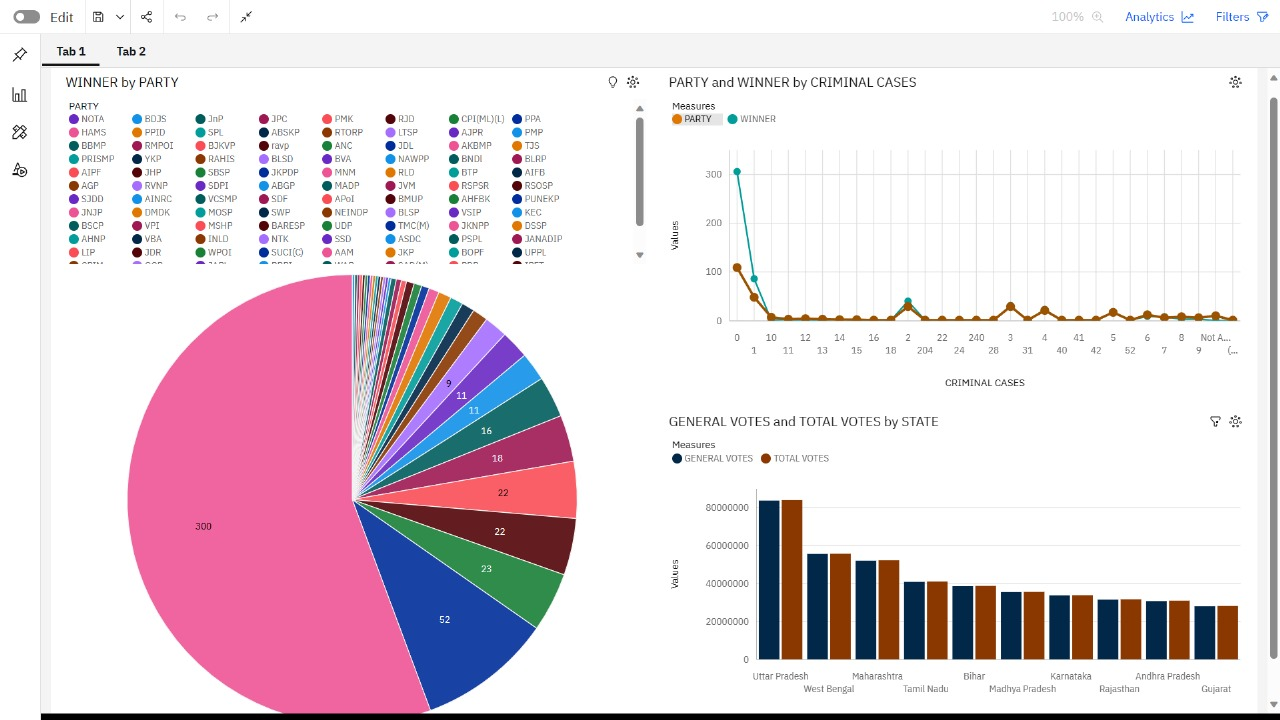 Edit
100%
Analytics
Filters
Tab 1
Tab 2
WINNER by PARTY
PARTY
NOTA BDJS JnP JPC PMK RJD CPI(ML)(L) PPA
HAMS PPID SPL ABSKP RTORP LTSP AJPR PMP
BBMP RMPOI BJKVP ravp ANC JDL AKBMP TJS
PRISMP YKP RAHIS BLSD BVA NAWPP BNDI BLRP
AIPF JHP SBSP JKPDP MNM RLD BTP AIFB
AGP RVNP SDPI ABGP MADP JVM RSPSR RSOSP
SJDD AINRC VCSMP SDF APoI BMUP AHFBK PUNEKP
JNJP DMDK MOSP SWP NEINDP BLSP VSIP KEC
BSCP VPI MSHP BARESP UDP TMC(M) JKNPP DSSP
AHNP VBA INLD NTK SSD ASDC PSPL JANADIP
LIP JDR WPOI SUCI(C) AAM JKP BOPF UPPL
9
11
11
16
18
22
22
23
52
300
PARTY and WINNER by CRIMINAL CASES
Measures
PARTY WINNER
Values
300
200
100
0
0 10 12 14 16 2 22 240 3 4 41 5 6 8 Not A...
1 11 13 15 18 204 24 28 31 40 42 52 7 9 (...
CRIMINAL CASES
GENERAL VOTES and TOTAL VOTES by STATE
Measures
GENERAL VOTES TOTAL VOTES
Values
80000000
60000000
40000000
20000000
0
Uttar Pradesh Maharashtra Bihar Karnataka Andhra Pradesh
West Bengal Tamil Nadu Madhya Pradesh Rajasthan Gujarat